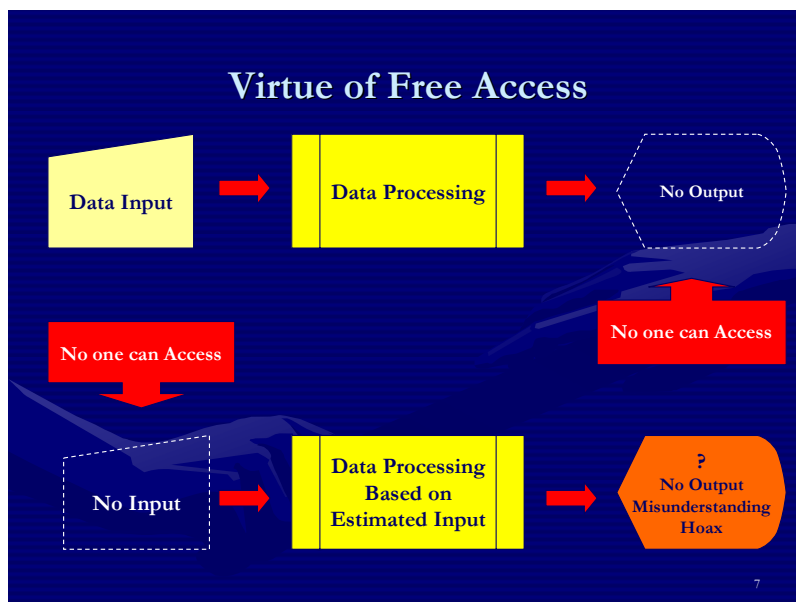 Virtue of Free Access
Data Input
Data Processing
No Output
No one can Access
No one can Access
No Input
Data Processing
Based on
Estimated Input
?
No Output
Misunderstanding
Hoax
7